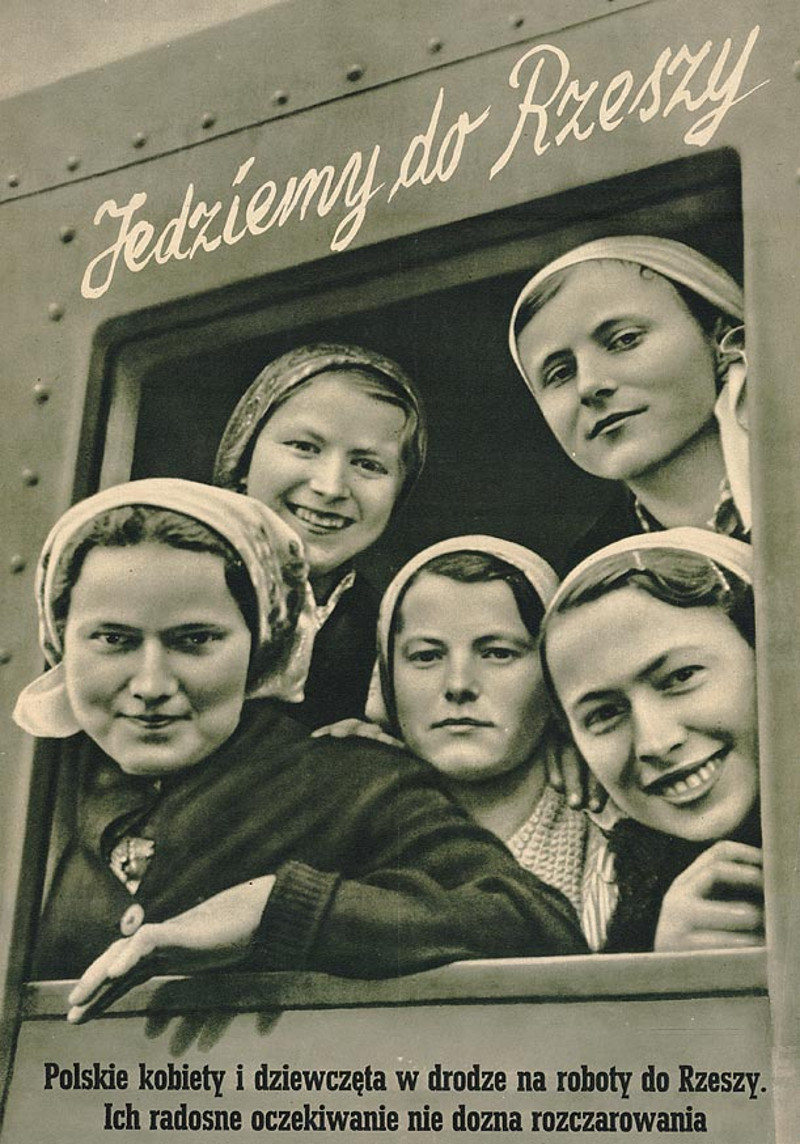 Jedziemy do Rzeszy
Polskie kobiety i dziewczęta w drodze na roboty do Rzeszy.
Ich radosne oczekiwanie nie dozna rozczarowania